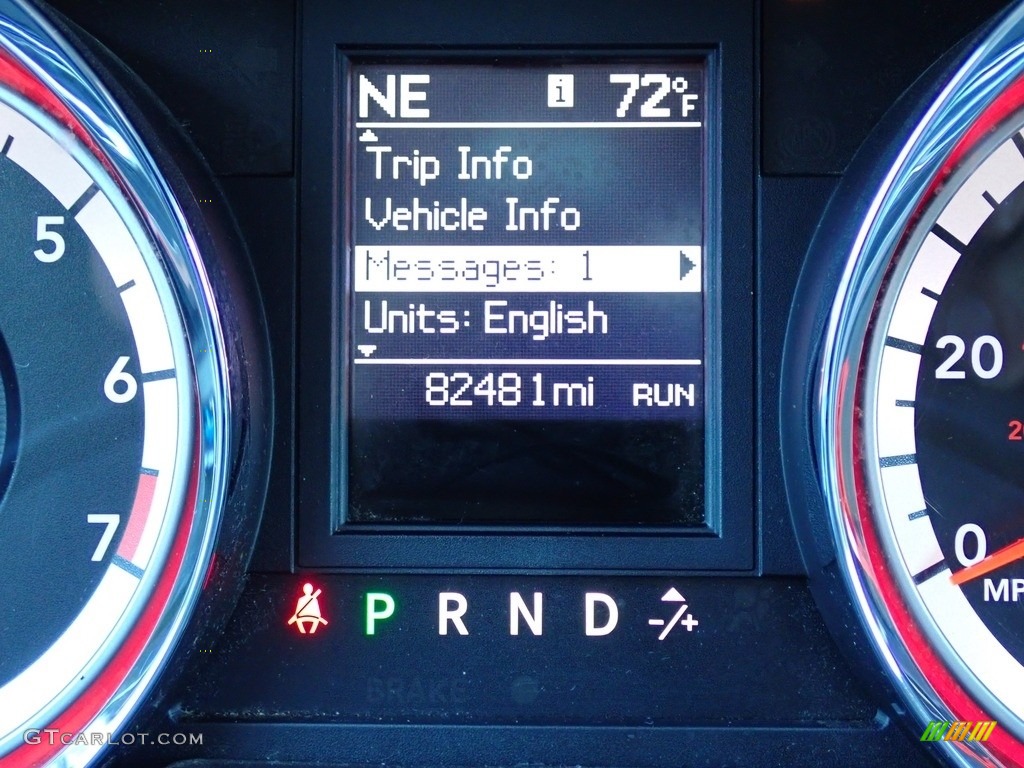 NE i 72°F
Trip Info
Vehicle Info
Messages: 1
Units: English
82481mi RUN
5
6
7
20
0
P R N D -/+
BRAKE
GTCARLOT.COM